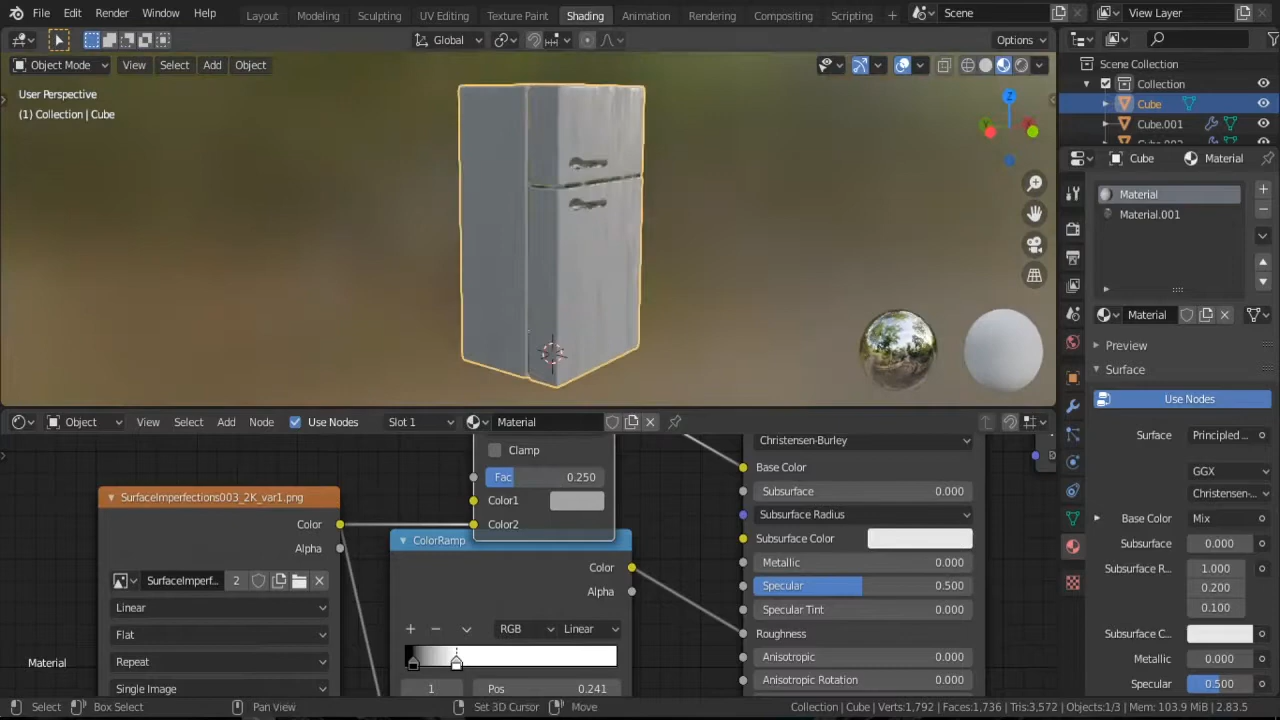 File Edit Render Window Help Layout Modeling Sculpting UV Editing Texture Paint Shading Animation Rendering Compositing Scripting + Scene View Layer
Global Options
Object Mode View Select Add Object
User Perspective
(1) Collection | Cube
Scene Collection
Collection
Cube
Cube.001
Cube Material
Material
Material.001
Material
Preview
Surface
Use Nodes
Surface Principled ...
GGX
Christensen-...
Base Color Mix
Subsurface 0.000
Subsurface R... 1.000
0.200
0.100
Subsurface C...
Metallic 0.000
Specular 0.500
Object View Select Add Node Use Nodes Slot 1 Material
Clamp
Fac 0.250
Color1
Color2
SurfaceImperfections003_2K_var1.png
Color
Alpha
SurfaceImperf... 2
Linear
Flat
Repeat
Single Image
ColorRamp
Color
Alpha
RGB Linear
1 Pos 0.241
Christensen-Burley
Base Color
Subsurface 0.000
Subsurface Radius
Subsurface Color
Metallic 0.000
Specular 0.500
Specular Tint 0.000
Roughness
Anisotropic 0.000
Anisotropic Rotation 0.000
Material
Select Box Select Pan View Set 3D Cursor Move Collection | Cube | Verts:1,792 | Faces:1,736 | Tris:3,572 | Objects:1/3 | Mem: 103.9 MiB | 2.83.5